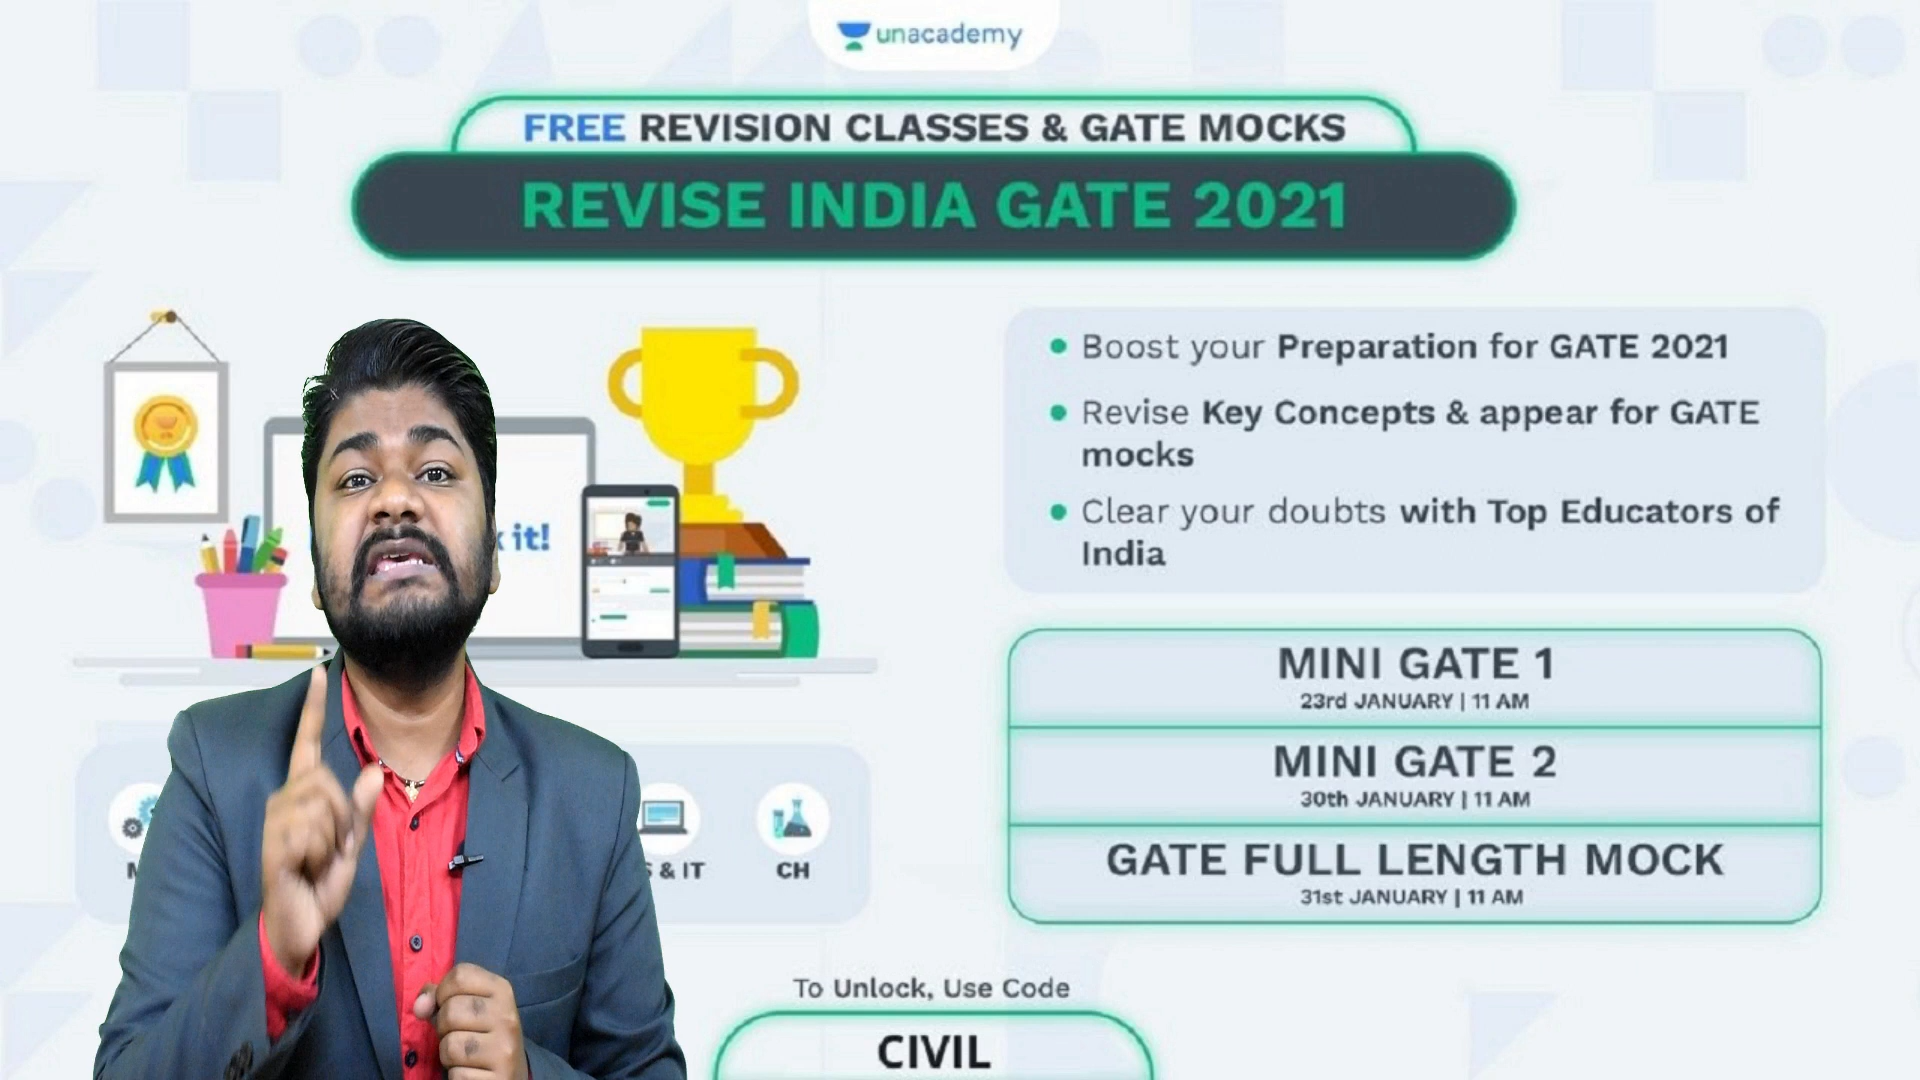 unacademy
FREE REVISION CLASSES & GATE MOCKS
REVISE INDIA GATE 2021
it!
Boost your Preparation for GATE 2021
Revise Key Concepts & appear for GATE
mocks
Clear your doubts with Top Educators of
India
MINI GATE 1
23rd JANUARY | 11 AM
MINI GATE 2
30th JANUARY | 11 AM
GATE FULL LENGTH MOCK
31st JANUARY | 11 AM
& IT
CH
To Unlock, Use Code
CIVIL